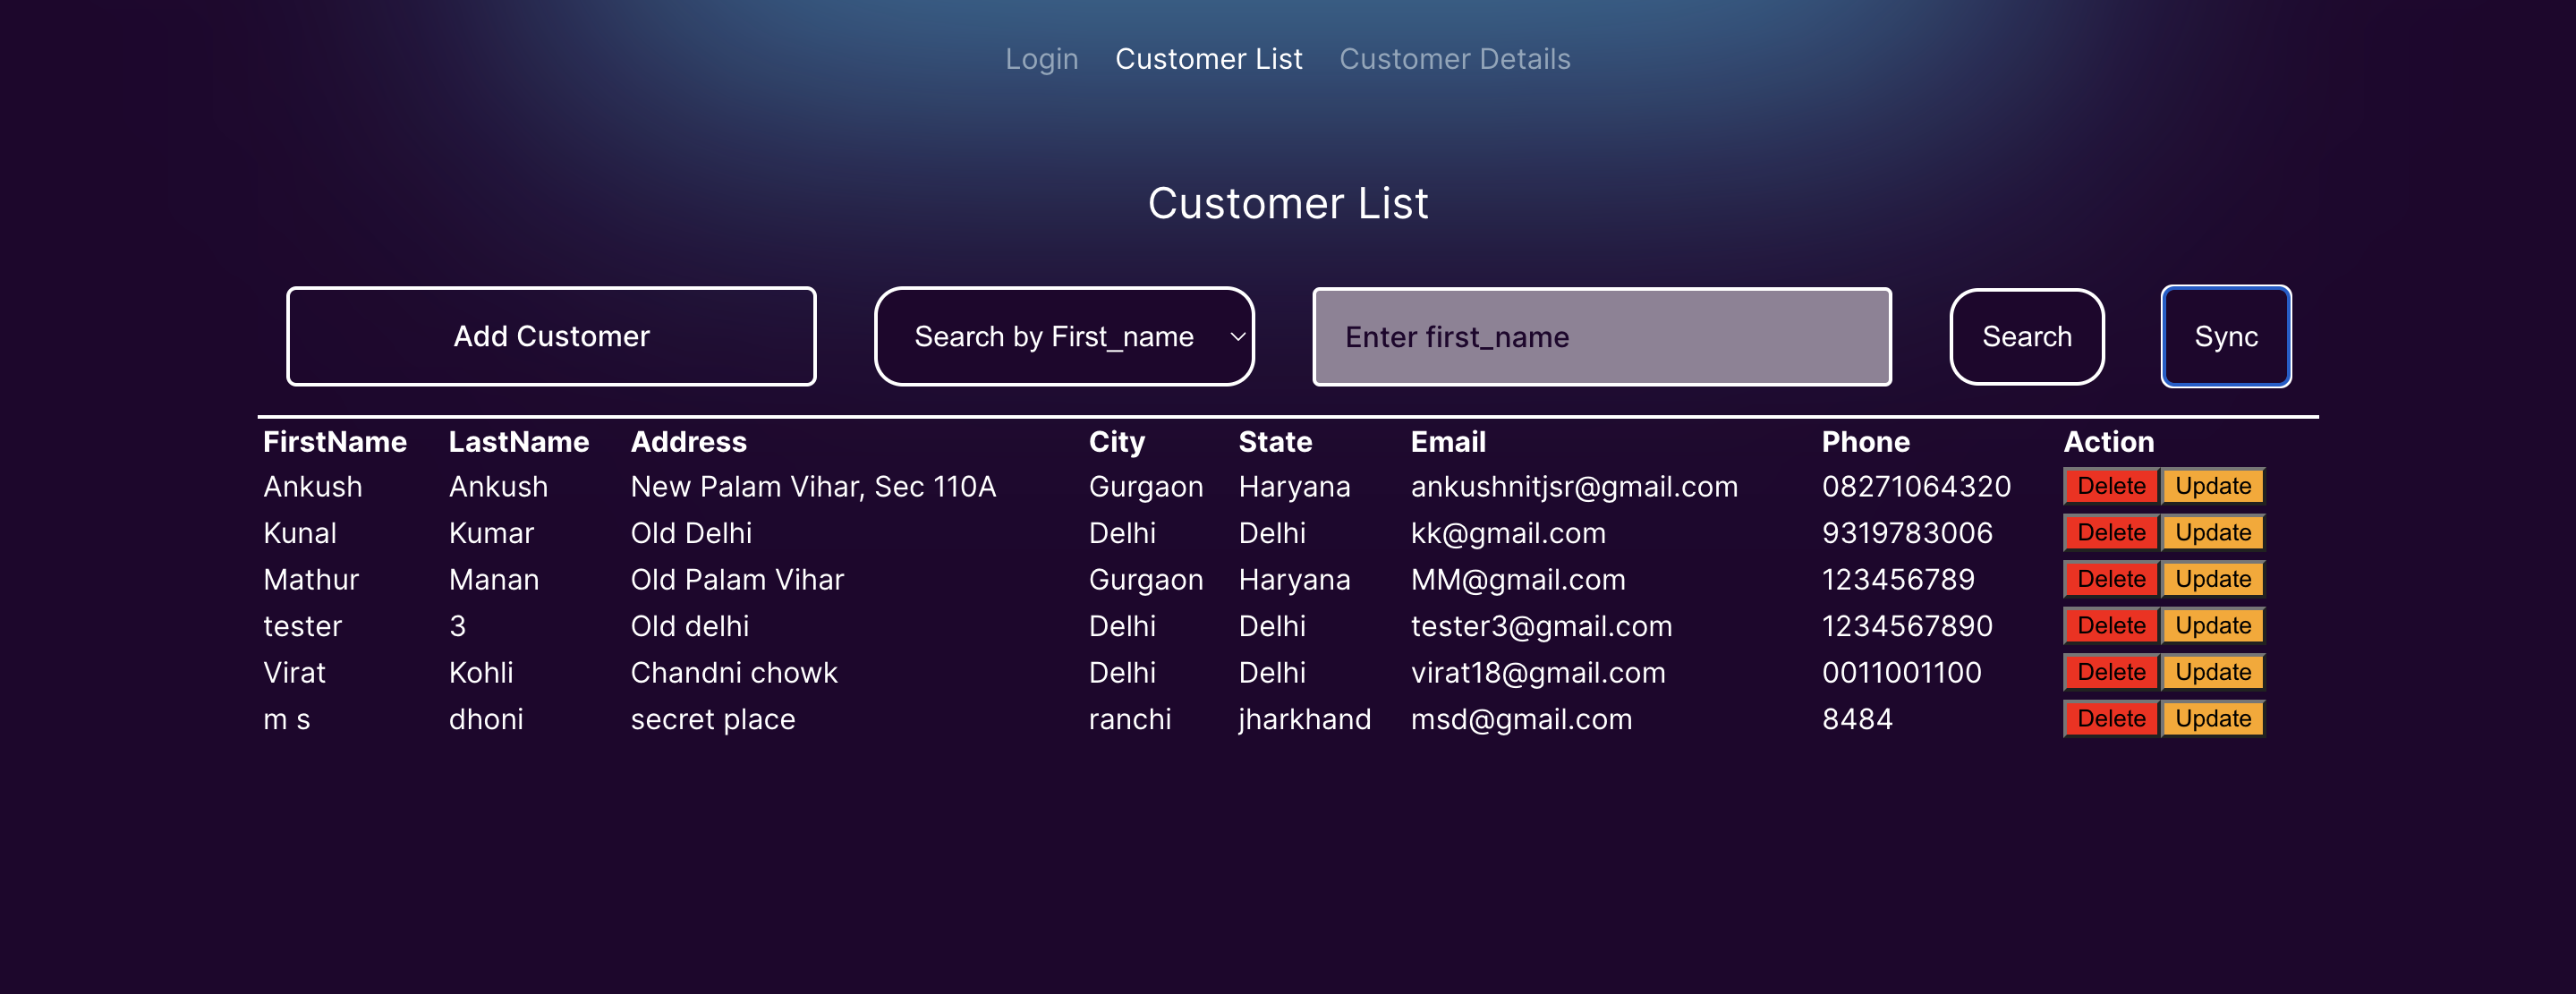 Login Customer List Customer Details
Customer List
Add Customer Search by First_name Enter first_name Search Sync
FirstName LastName Address City State Email Phone Action
Ankush Ankush New Palam Vihar, Sec 110A Gurgaon Haryana ankushnitjsr@gmail.com 08271064320 Delete Update
Kunal Kumar Old Delhi Delhi Delhi kk@gmail.com 9319783006 Delete Update
Mathur Manan Old Palam Vihar Gurgaon Haryana MM@gmail.com 123456789 Delete Update
tester 3 Old delhi Delhi Delhi tester3@gmail.com 1234567890 Delete Update
Virat Kohli Chandni chowk Delhi Delhi virat18@gmail.com 0011001100 Delete Update
m s dhoni secret place ranchi jharkhand msd@gmail.com 8484 Delete Update